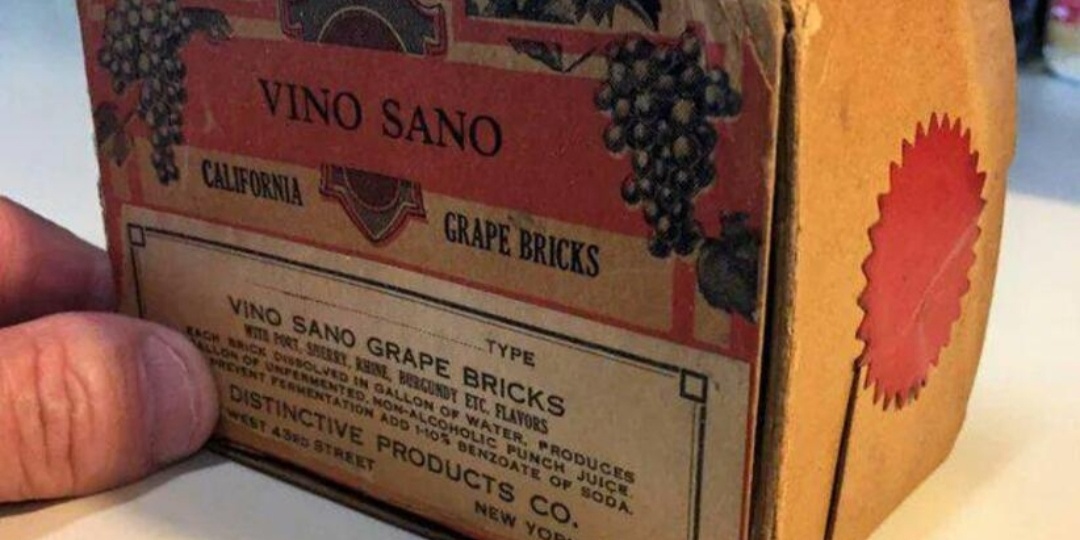 VINO SANO
CALIFORNIA
GRAPE BRICKS
TYPE
VINO SANO GRAPE BRICKS
WITH PORT, SHERRY, RHINE, BURGUNDY ETC. FLAVORS
EACH BRICK DISSOLVED IN GALLON OF WATER, PRODUCES
GALLON OF UNFERMENTED, NON-ALCOHOLIC PUNCH JUICE.
PREVENT FERMENTATION ADD 1-10% BENZOATE OF SODA.
DISTINCTIVE PRODUCTS CO.
WEST 43RD STREET
NEW YORK